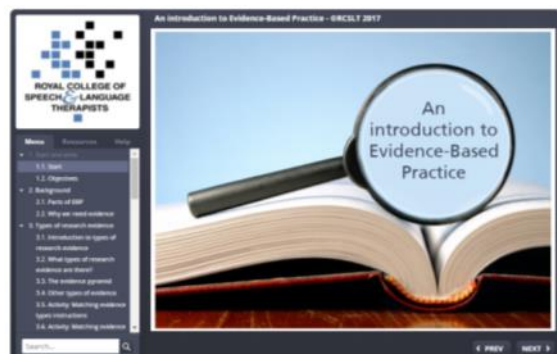 An introduction to Evidence-Based Practice - ©RCSLT 2017
ROYAL COLLEGE OF
SPEECH & LANGUAGE
THERAPISTS
Menu Resources Help
1.1. Start
1.2. Objectives
2. Background
2.1. Parts of EBP
2.2. Why we need evidence
3. Types of research evidence
3.1. Introduction to types of
research evidence
3.2. What types of research
evidence are there?
3.3. The evidence pyramid
3.4. Other types of evidence
3.5. Activity: Matching evidence
types instructions
3.6. Activity: Matching evidence
Search...
An
introduction to
Evidence-Based
Practice
< PREV NEXT >